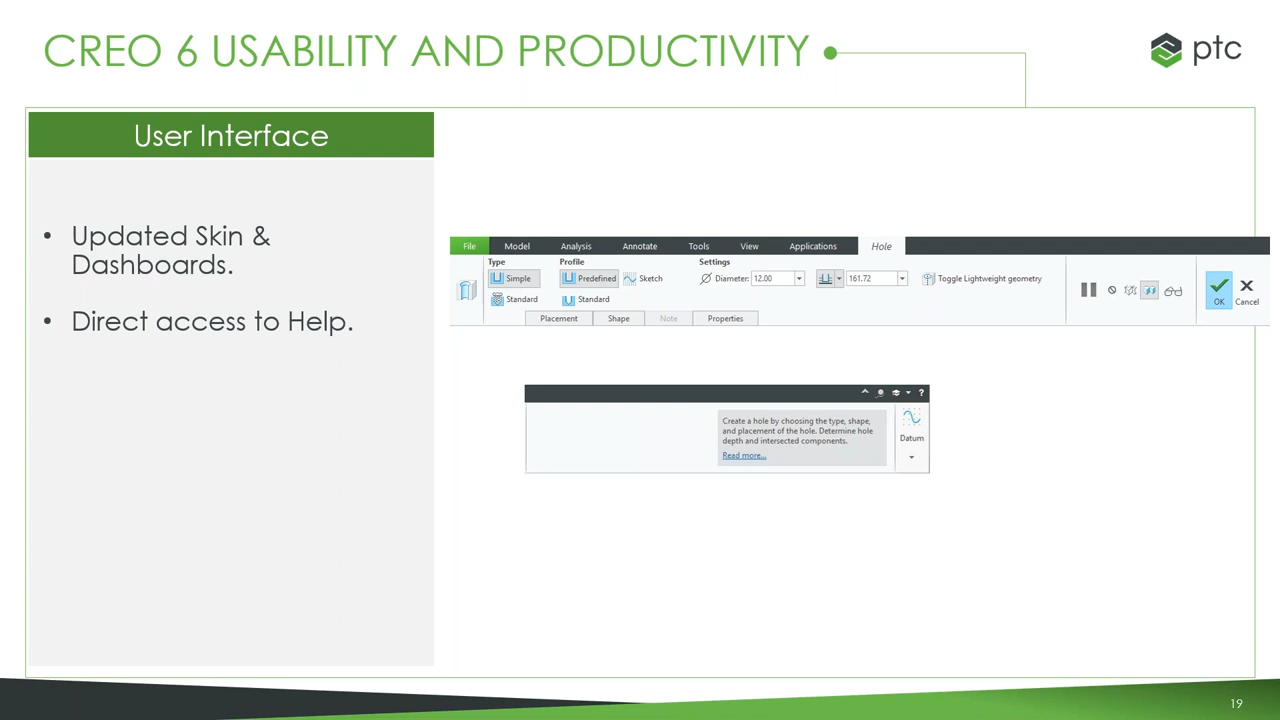 CREO 6 USABILITY AND PRODUCTIVITY
ptc
User Interface
• Updated Skin &
Dashboards.
• Direct access to Help.
File Model Analysis Annotate Tools View Applications Hole
Type Profile Settings
Simple Predefined Sketch Diameter: 12.00 161.72 Toggle Lightweight geometry
Standard Standard
OK Cancel
Placement Shape Note Properties
?
Create a hole by choosing the type, shape,
and placement of the hole. Determine hole
depth and intersected components.
Read more...
Datum
19